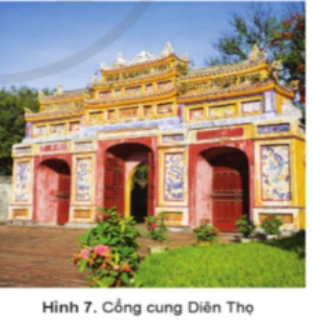 Hình 7. Cổng cung Diên Thọ